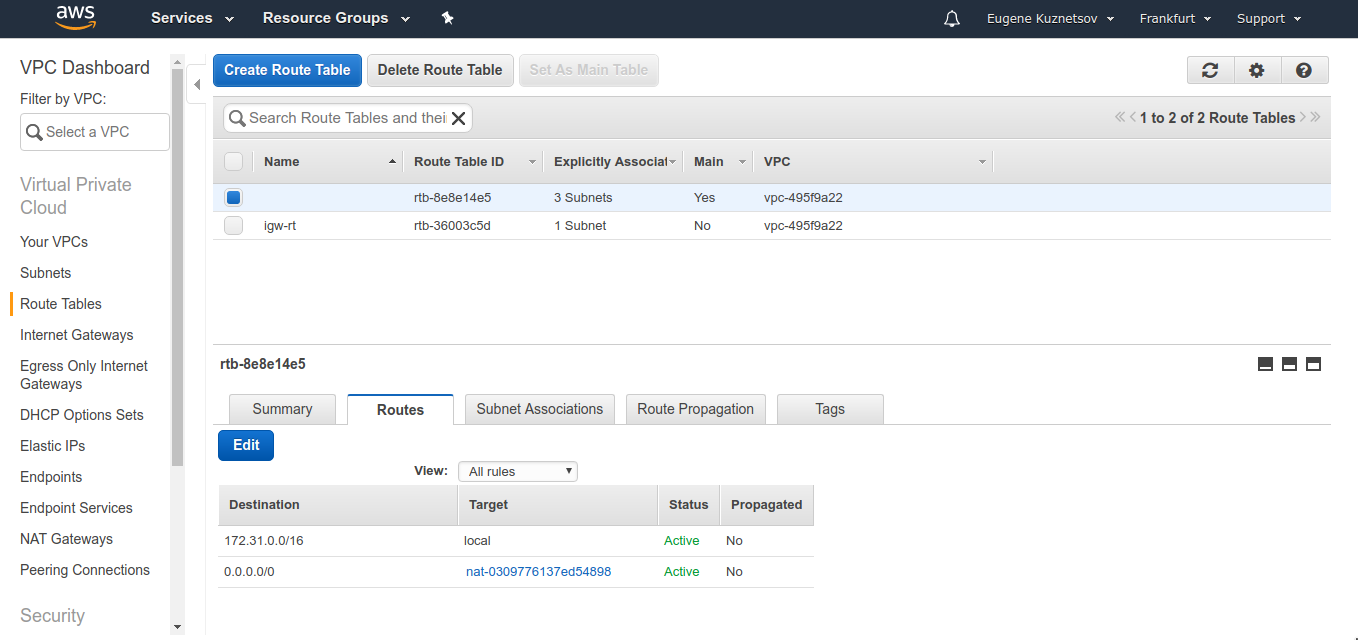 aws Services Resource Groups Eugene Kuznetsov Frankfurt Support
VPC Dashboard
Filter by VPC:
Select a VPC
Virtual Private
Cloud
Your VPCs
Subnets
Route Tables
Internet Gateways
Egress Only Internet
Gateways
DHCP Options Sets
Elastic IPs
Endpoints
Endpoint Services
NAT Gateways
Peering Connections
Security
Create Route Table Delete Route Table Set As Main Table
Search Route Tables and thei 1 to 2 of 2 Route Tables
Name Route Table ID Explicitly Associat Main VPC
rtb-8e8e14e5 3 Subnets Yes vpc-495f9a22
igw-rt rtb-36003c5d 1 Subnet No vpc-495f9a22
rtb-8e8e14e5
Summary Routes Subnet Associations Route Propagation Tags
Edit
View: All rules
Destination Target Status Propagated
172.31.0.0/16 local Active No
0.0.0.0/0 nat-0309776137ed54898 Active No